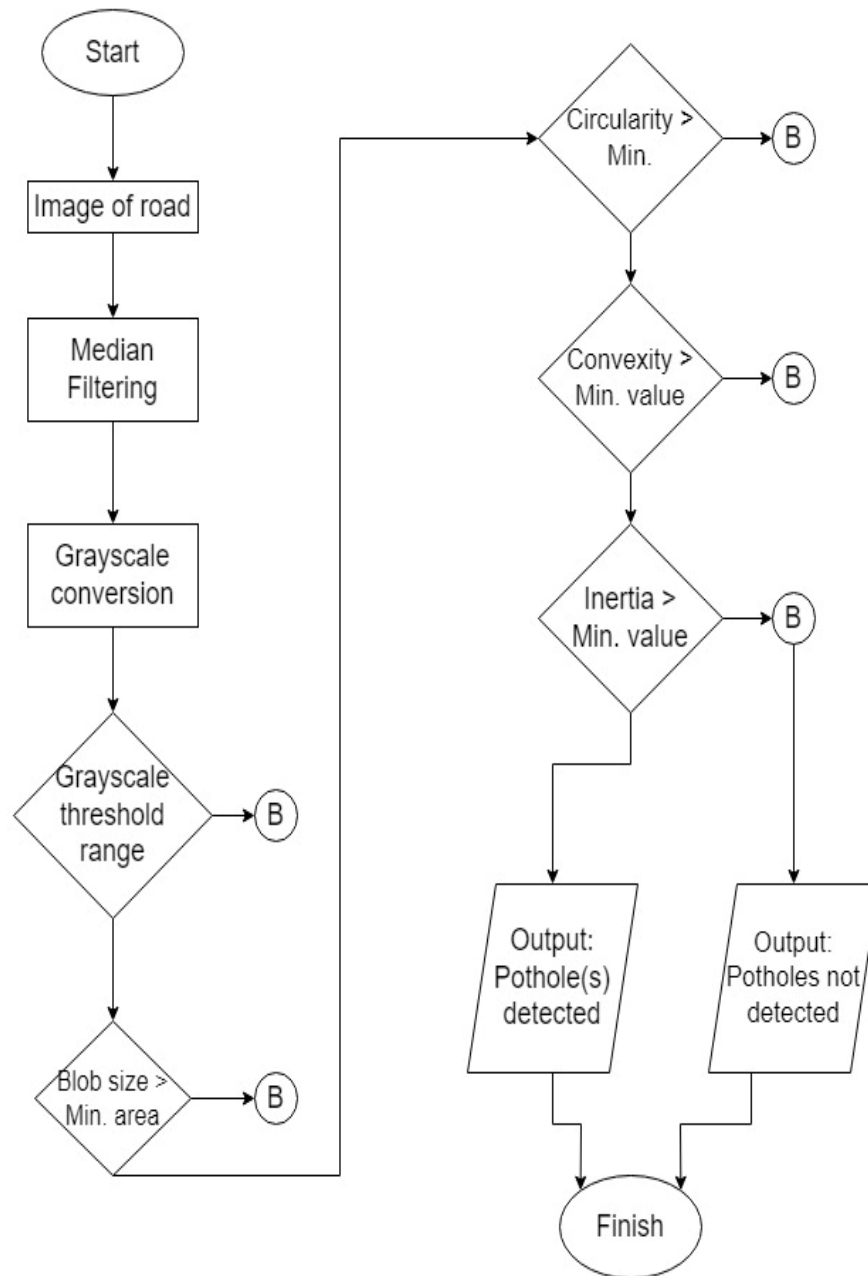 Start
Image of road
Median
Filtering
Grayscale
conversion
Grayscale
threshold
range
B
Blob size >
Min. area
B
Circularity >
Min.
B
Convexity >
Min. value
B
Inertia >
Min. value
B
Output:
Pothole(s)
detected
Output:
Potholes not
detected
Finish